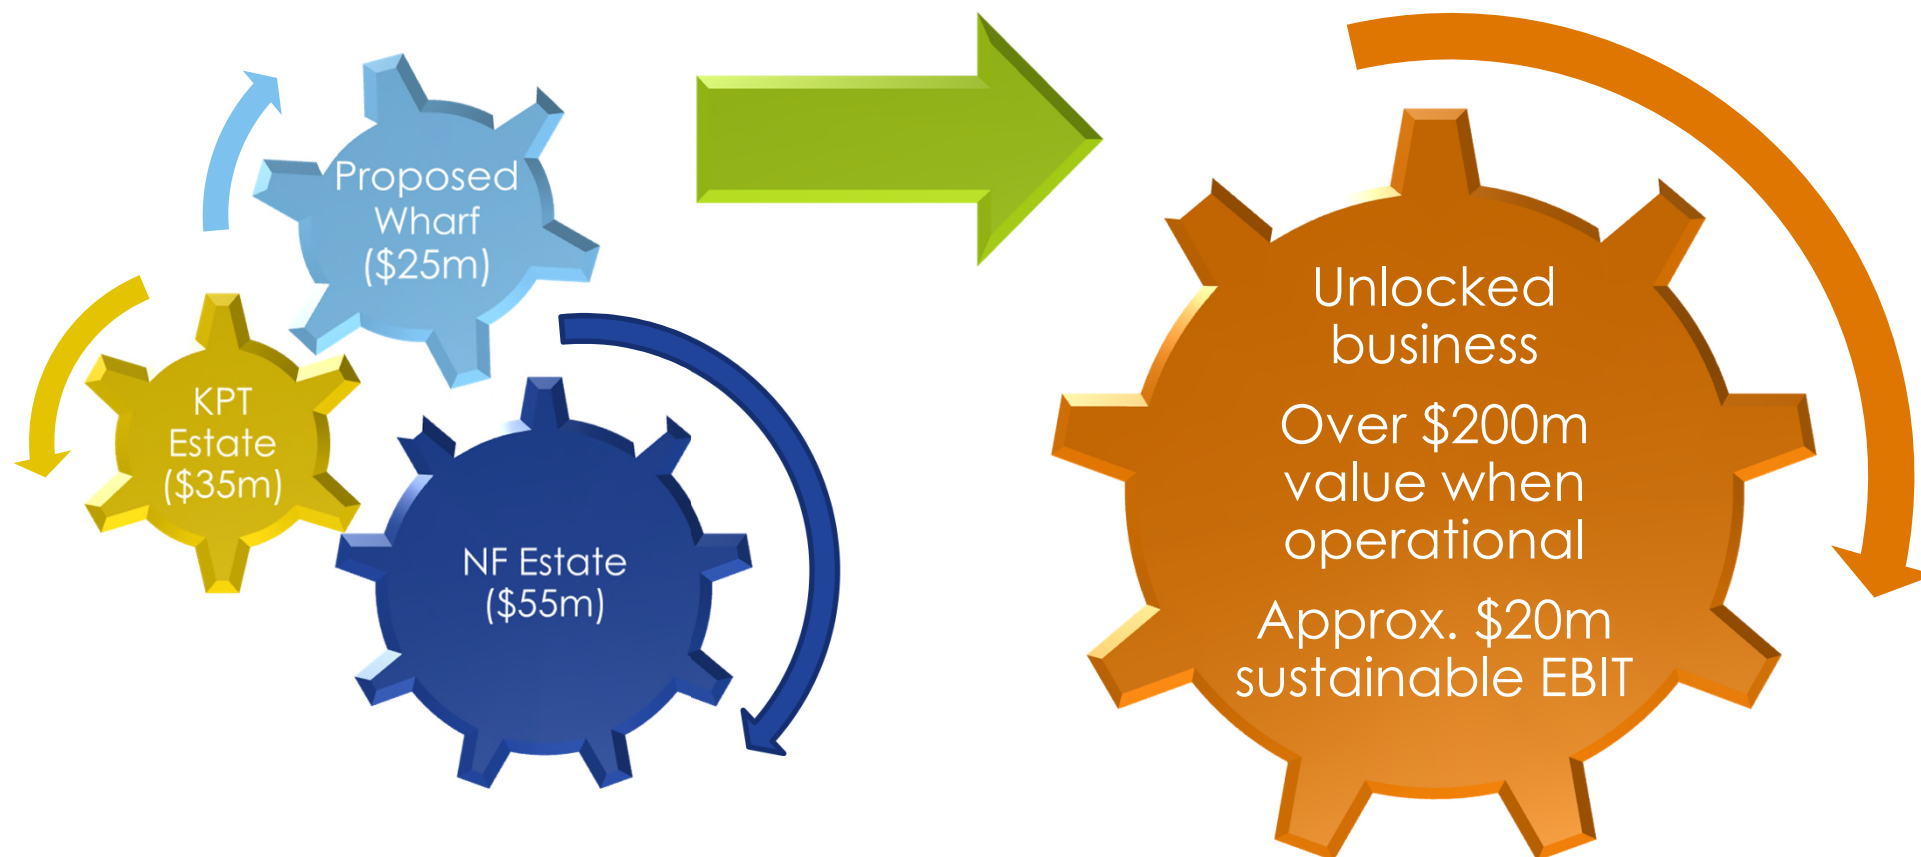 Proposed
Wharf
($25m)
KPT
Estate
($35m)
NF Estate
($55m)
Unlocked
business
Over $200m
value when
operational
Approx. $20m
sustainable EBIT